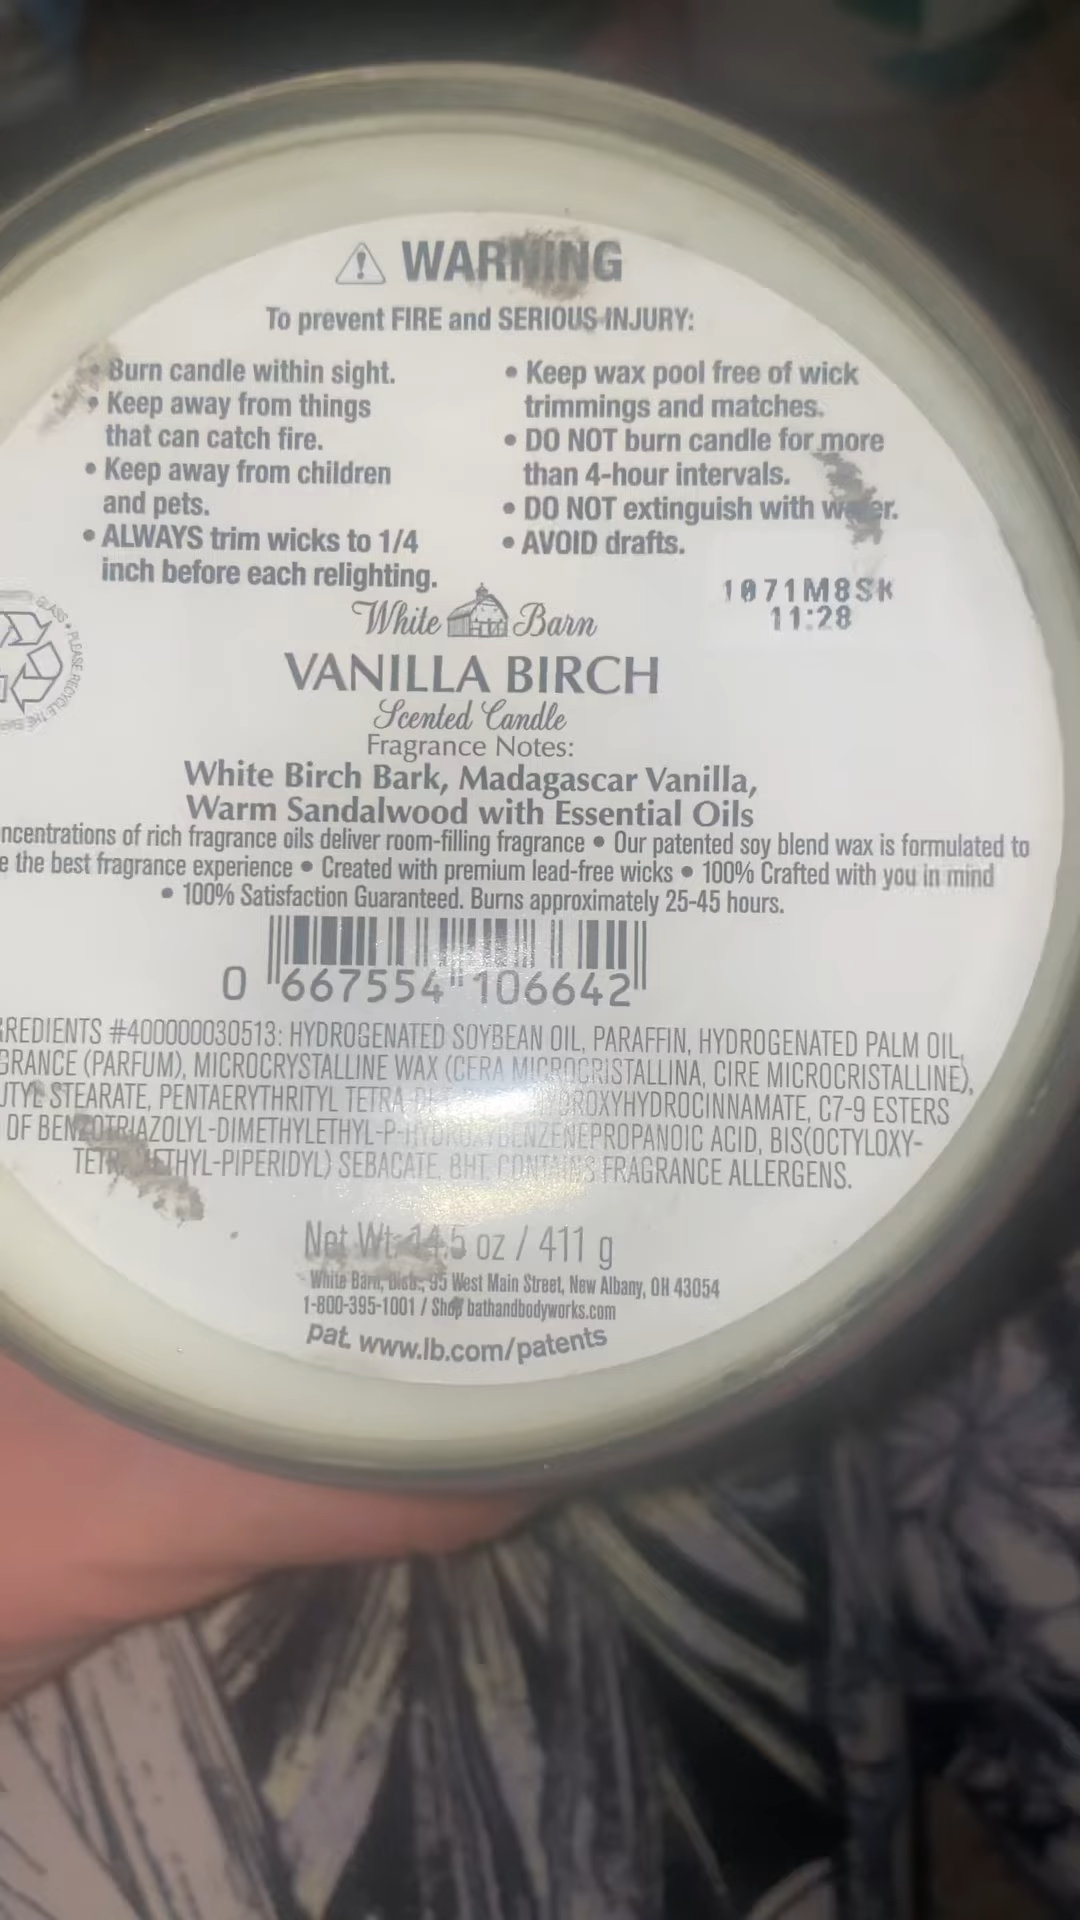 WARNING
To prevent FIRE and SERIOUS INJURY:
• Burn candle within sight.
• Keep away from things
that can catch fire.
• Keep away from children
and pets.
• ALWAYS trim wicks to 1/4
inch before each relighting.
• Keep wax pool free of wick
trimmings and matches.
• DO NOT burn candle for more
than 4-hour intervals.
• DO NOT extinguish with water.
• AVOID drafts.
1071M8SK
11:28
GLASS • PLEASE RECYCLE THE
White Barn
VANILLA BIRCH
Scented Candle
Fragrance Notes:
White Birch Bark, Madagascar Vanilla,
Warm Sandalwood with Essential Oils
ncentrations of rich fragrance oils deliver room-filling fragrance • Our patented soy blend wax is formulated to
e the best fragrance experience • Created with premium lead-free wicks • 100% Crafted with you in mind
• 100% Satisfaction Guaranteed. Burns approximately 25-45 hours.
0 667554 106642
REDIENTS #400000030513: HYDROGENATED SOYBEAN OIL, PARAFFIN, HYDROGENATED PALM OIL,
GRANCE (PARFUM), MICROCRYSTALLINE WAX (CERA MICROCRISTALLINA, CIRE MICROCRISTALLINE),
UTYL STEARATE, PENTAERYTHRITYL TETRA-DI- HYDROXYHYDROCINNAMATE, C7-9 ESTERS
OF BENZOTRIAZOLYL-DIMETHYLETHYL-P-HYDROXYBENZENEPROPANOIC ACID, BIS(OCTYLOXY-
TETRAMETHYL-PIPERIDYL) SEBACATE, BHT. CONTAINS FRAGRANCE ALLERGENS.
Net Wt. 14.5 oz / 411 g
White Barn, Distr., 95 West Main Street, New Albany, OH 43054
1-800-395-1001 / Shop bathandbodyworks.com
Pat. www.lb.com/patents